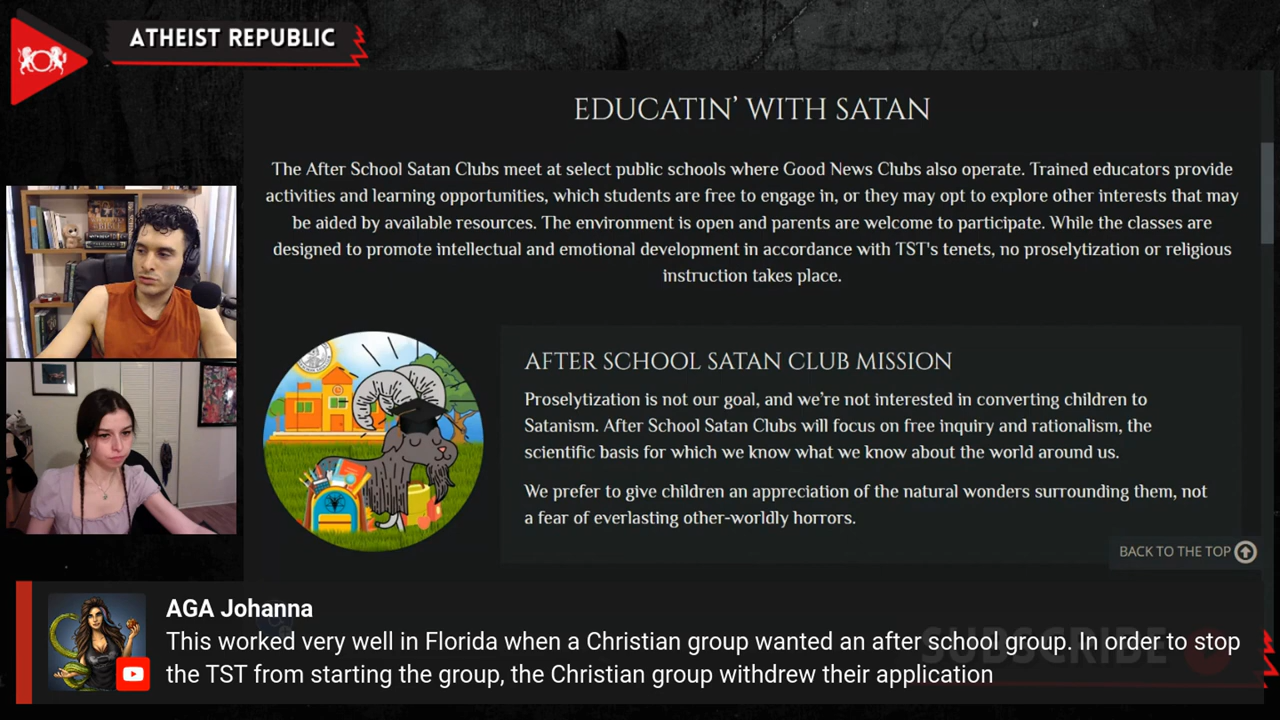 ATHEIST REPUBLIC
EDUCATIN’ WITH SATAN
The After School Satan Clubs meet at select public schools where Good News Clubs also operate. Trained educators provide
activities and learning opportunities, which students are free to engage in, or they may opt to explore other interests that may
be aided by available resources. The environment is open and parents are welcome to participate. While the classes are
designed to promote intellectual and emotional development in accordance with TST's tenets, no proselytization or religious
instruction takes place.
AFTER SCHOOL SATAN CLUB MISSION
Proselytization is not our goal, and we’re not interested in converting children to
Satanism. After School Satan Clubs will focus on free inquiry and rationalism, the
scientific basis for which we know what we know about the world around us.
We prefer to give children an appreciation of the natural wonders surrounding them, not
a fear of everlasting other-worldly horrors.
BACK TO THE TOP
AGA Johanna
This worked very well in Florida when a Christian group wanted an after school group. In order to stop
the TST from starting the group, the Christian group withdrew their application
SUBSCRIBE